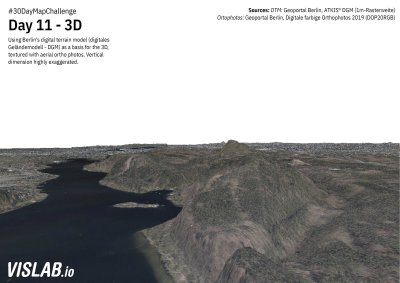 #30DayMapChallenge
Day 11 - 3D
Using Berlin's digital terrain model (digitales
Geländemodell - DGM) as a basis for the 3D,
textured with aerial ortho photos. Vertical
dimension highly exaggerated.
Sources: DTM: Geoportal Berlin, ATKIS® DGM (1m-Rasterweite)
Ortophotos: Geoportal Berlin, Digitale farbige Orthophotos 2019 (DOP20RGB)
VISLAB.io